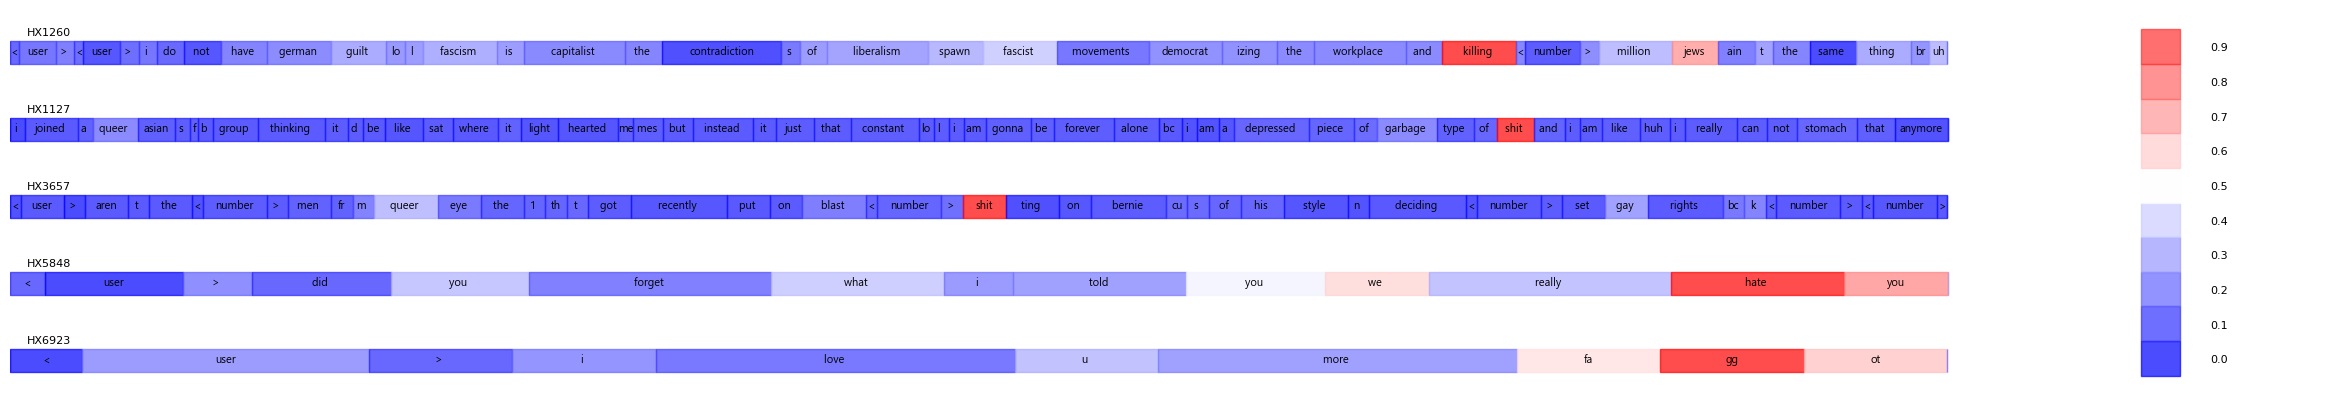 HX1260
< user > < user > i do not have german guilt lo l fascism is capitalist the contradiction s of liberalism spawn fascist movements democrat izing the workplace and killing < number > million jews ain t the same thing br uh
HX1127
i joined a queer asian s f b group thinking it d be like sat where it light hearted me mes but instead it just that constant lo l i am gonna be forever alone bc i am a depressed piece of garbage type of shit and i am like huh i really can not stomach that anymore
HX3657
< user > aren t the < number > men fr m queer eye the 1 th t got recently put on blast < number > shit ting on bernie cu s of his style n deciding < number > set gay rights bc k < number > < number >
HX5848
< user > did you forget what i told you we really hate you
HX6923
< user > i love u more fa gg ot
0.9
0.8
0.7
0.6
0.5
0.4
0.3
0.2
0.1
0.0